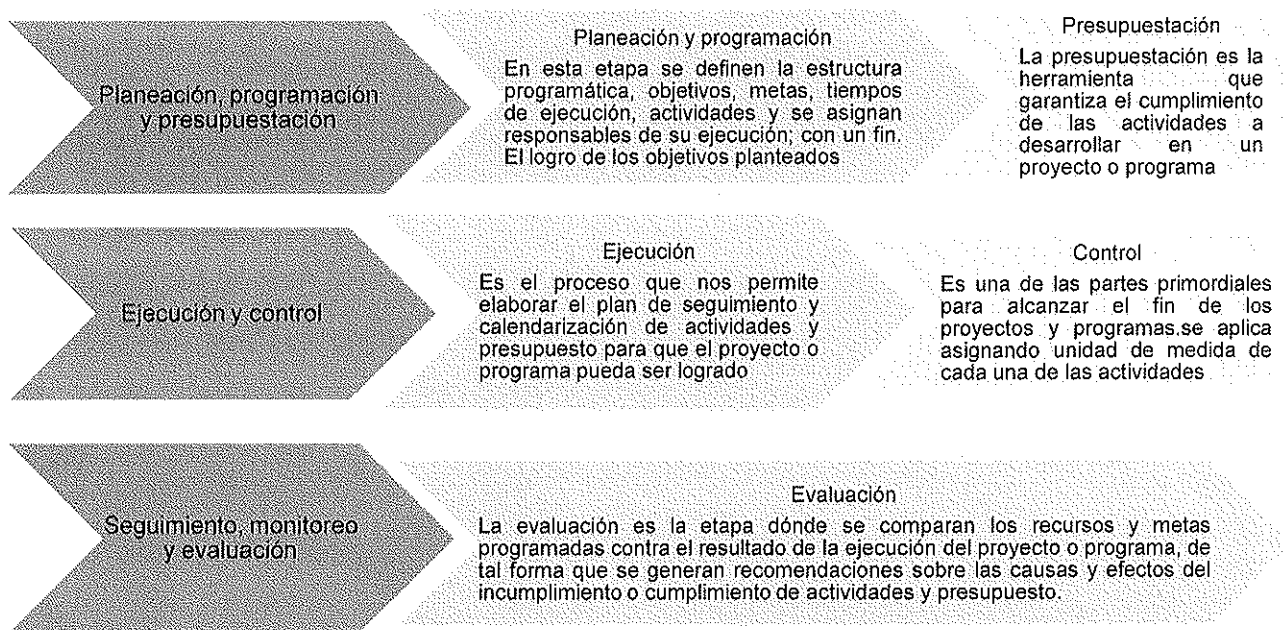 Planeación, programación
y presupuestación
Planeación y programación
En esta etapa se definen la estructura
programática, objetivos, metas, tiempos
de ejecución, actividades y se asignan
responsables de su ejecución; con un fin.
El logro de los objetivos planteados
Presupuestación
La presupuestación es la
herramienta que
garantiza el cumplimiento
de las actividades a
desarrollar en un
proyecto o programa
Ejecución y control
Ejecución
Es el proceso que nos permite
elaborar el plan de seguimiento y
calendarización de actividades y
presupuesto para que el proyecto o
programa pueda ser logrado
Control
Es una de las partes primordiales
para alcanzar el fin de los
proyectos y programas.se aplica
asignando unidad de medida de
cada una de las actividades
Seguimiento, monitoreo
y evaluación
Evaluación
La evaluación es la etapa dónde se comparan los recursos y metas
programadas contra el resultado de la ejecución del proyecto o programa, de
tal forma que se generan recomendaciones sobre las causas y efectos del
incumplimiento o cumplimiento de actividades y presupuesto.